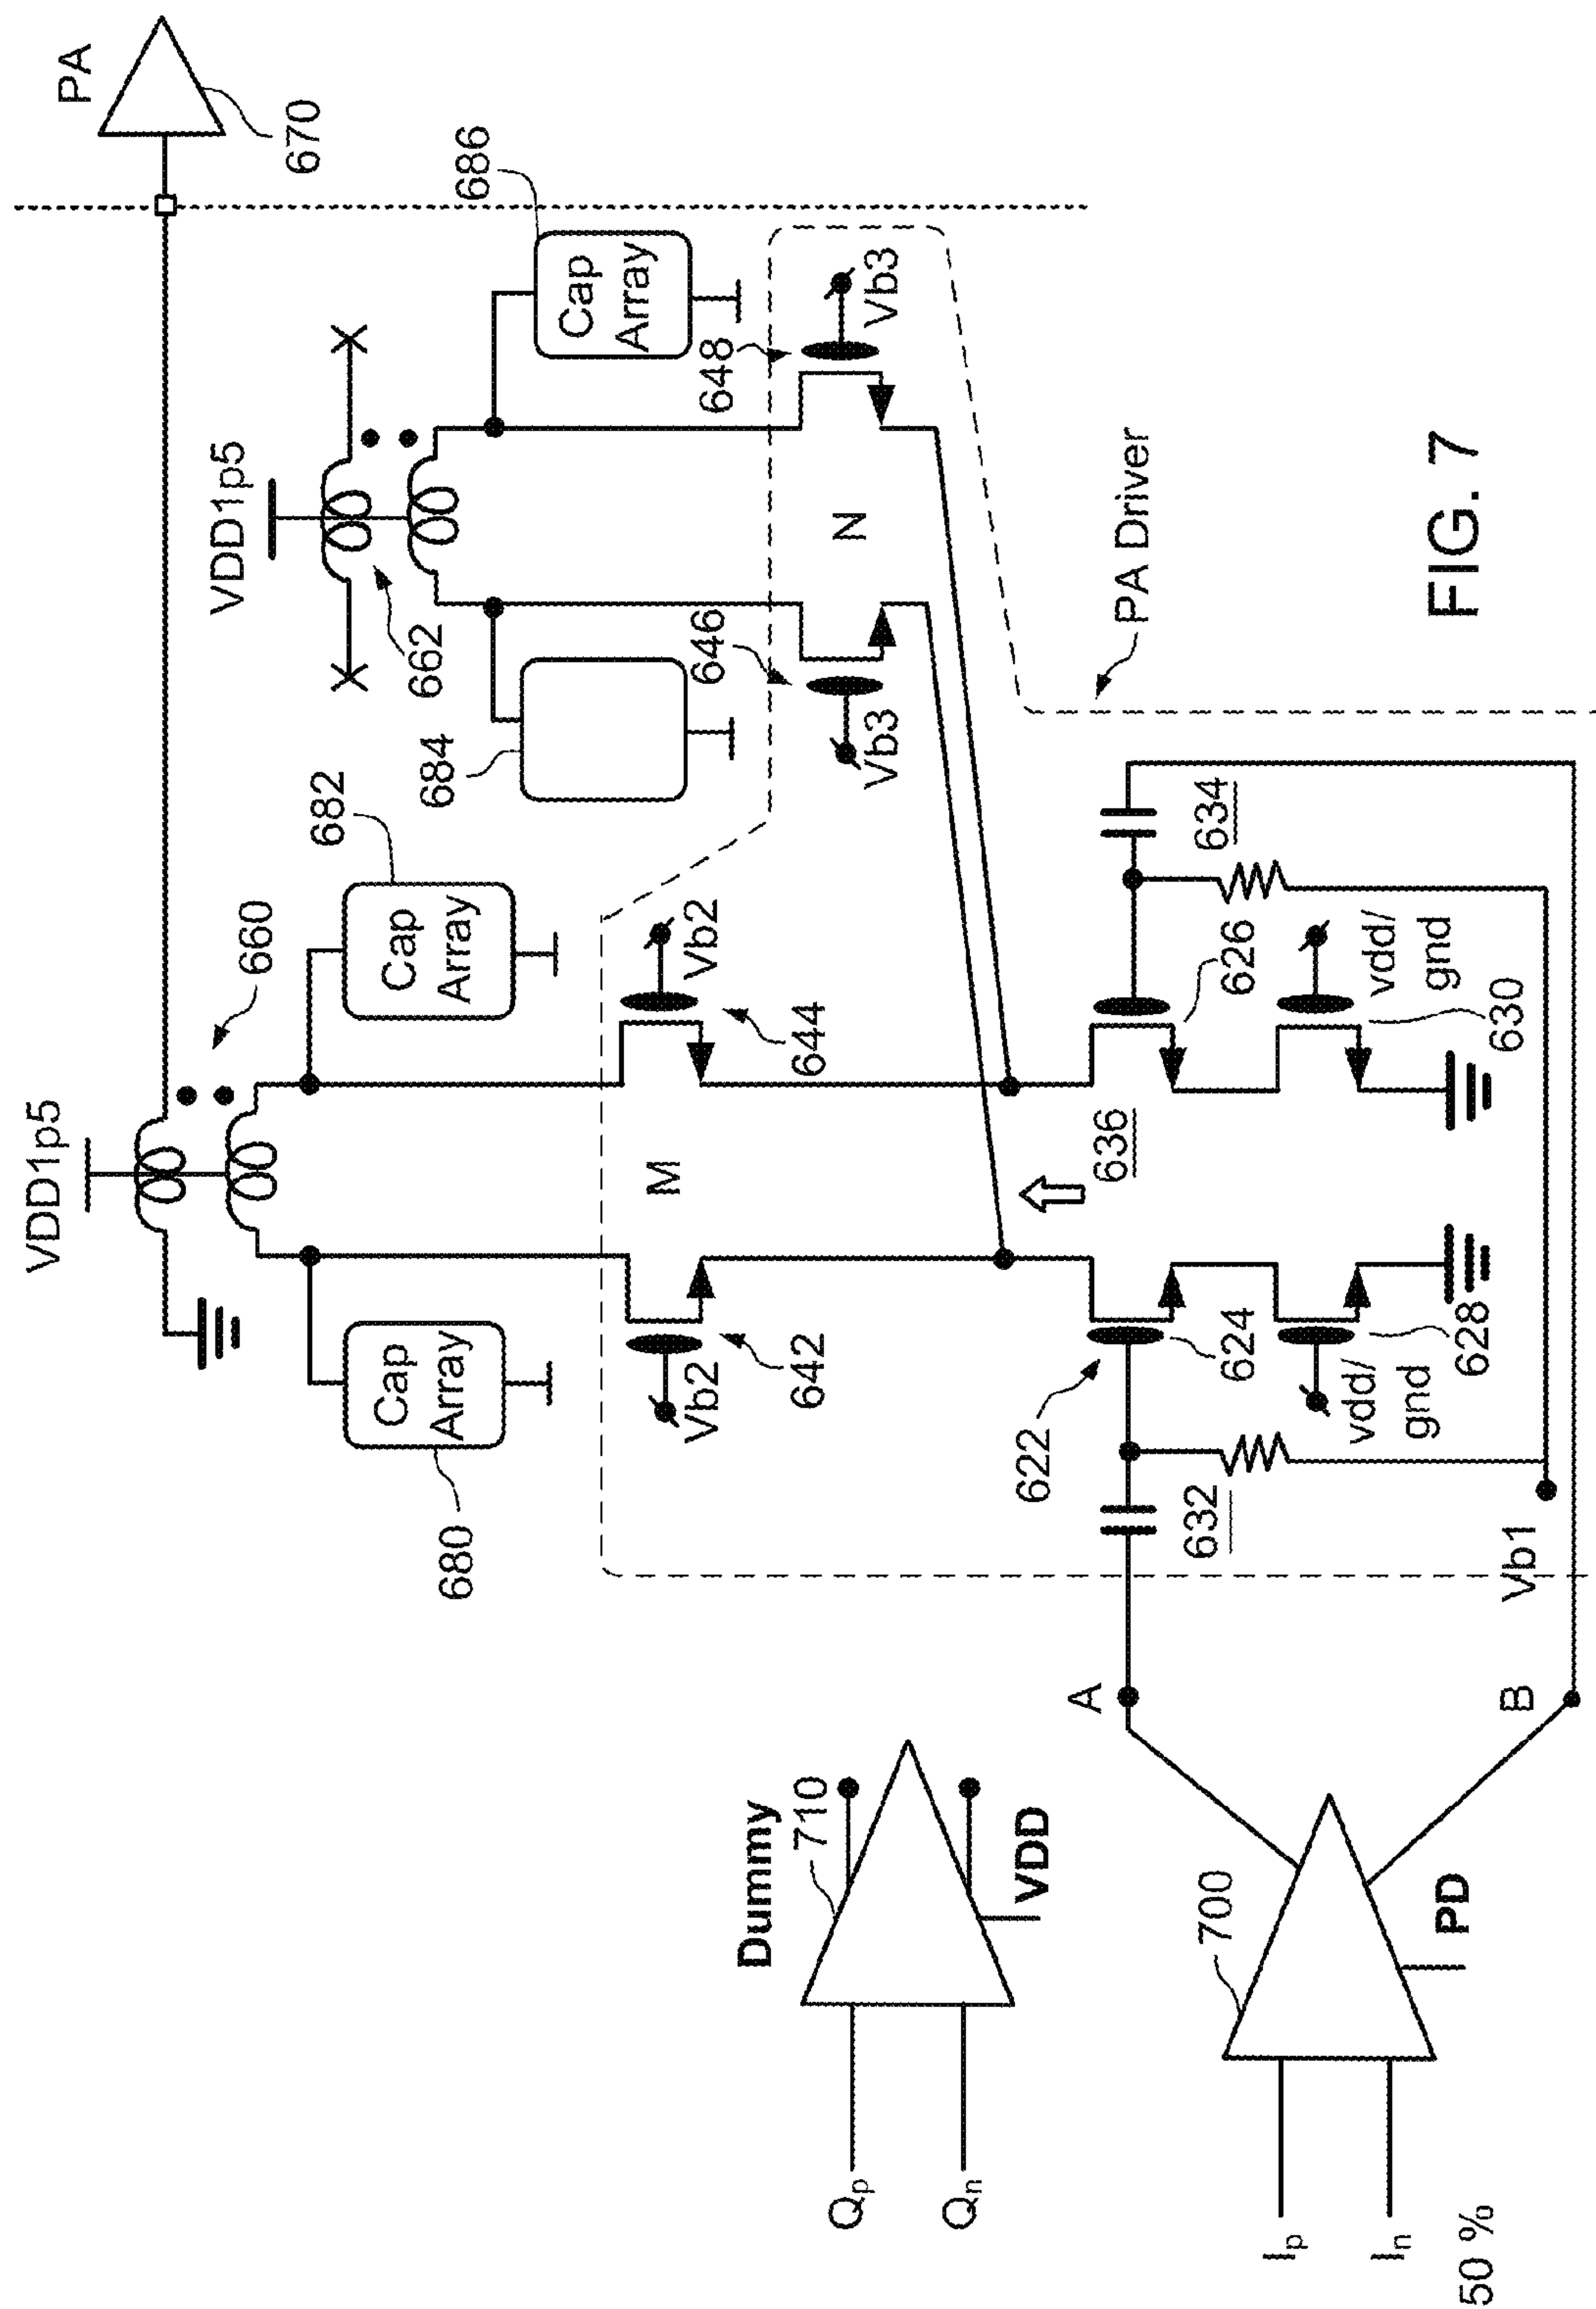 VDD1p5
PA
670
660
VDD1p5
662
680
Cap
Array
682
Cap
Array
684
686
Cap
Array
Vb2
642
M
Vb2
644
Vb3
646
N
Vb3
648
622
624
636
626
632
634
vdd/
gnd
628
vdd/
gnd
630
PA Driver
Vb1
A
B
Dummy
710
VDD
Qp
Qn
700
PD
Ip
In
50 %
FIG. 7